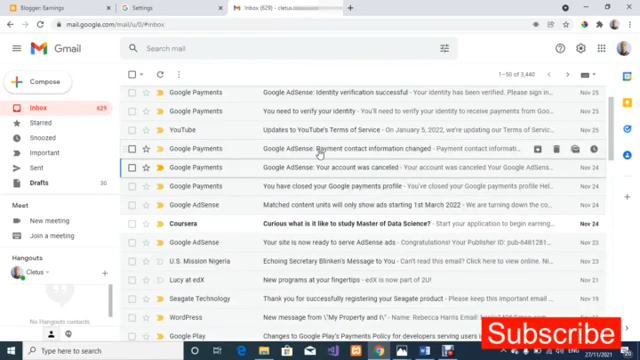 Blogger: Earnings
Settings
Inbox (629) - cletus
mail.google.com/mail/u/0/#inbox
Gmail
Search mail
1–50 of 3,440
Compose
Inbox 629
Starred
Snoozed
Important
Sent
Drafts 30
Meet
New meeting
Join a meeting
Hangouts
Cletus
No Hangouts contacts
Google Payments Google AdSense: Identity verification successful - Your identity has been verified. Please sign in Nov 25
Google Payments You need to verify your identity - You'll need to verify your identity to receive payments from Goog Nov 25
YouTube Updates to YouTube's Terms of Service - On January 5, 2022, we're updating our Terms of Servic Nov 25
Google Payments Google AdSense: Payment contact information changed - Payment contact informati...
Google Payments Google AdSense: Your account was canceled - Your account was canceled Your Google AdSens Nov 24
Google Payments You have closed your Google payments profile - You've closed your Google payments profile Hel Nov 24
Google AdSense Matched content units will only show ads starting 1st March 2022 - We are turning down the co Nov 24
Coursera Curious what is it like to study Master of Data Science? - Start your application to begin earning Nov 24
Google AdSense Your site is now ready to serve AdSense ads - Congratulations! Your Publisher ID: pub-6481281 Nov 23
U.S. Mission Nigeria Echoing Secretary Blinken's Message to You - Can't read this email? Click here to view online. Nov 23
Lucy at edX New programs at your fingertips - edX is now part of 2U!
Seagate Technology Thank you for successfully registering your Seagate product - Please keep this important email
WordPress New message from \"My Property and I\" - Name: Rebecca Harris Email:
Google Play Changes to Google Play's Payments Policy for developers serving users i
Subscribe
Type here to search
ENG
27/11/2021